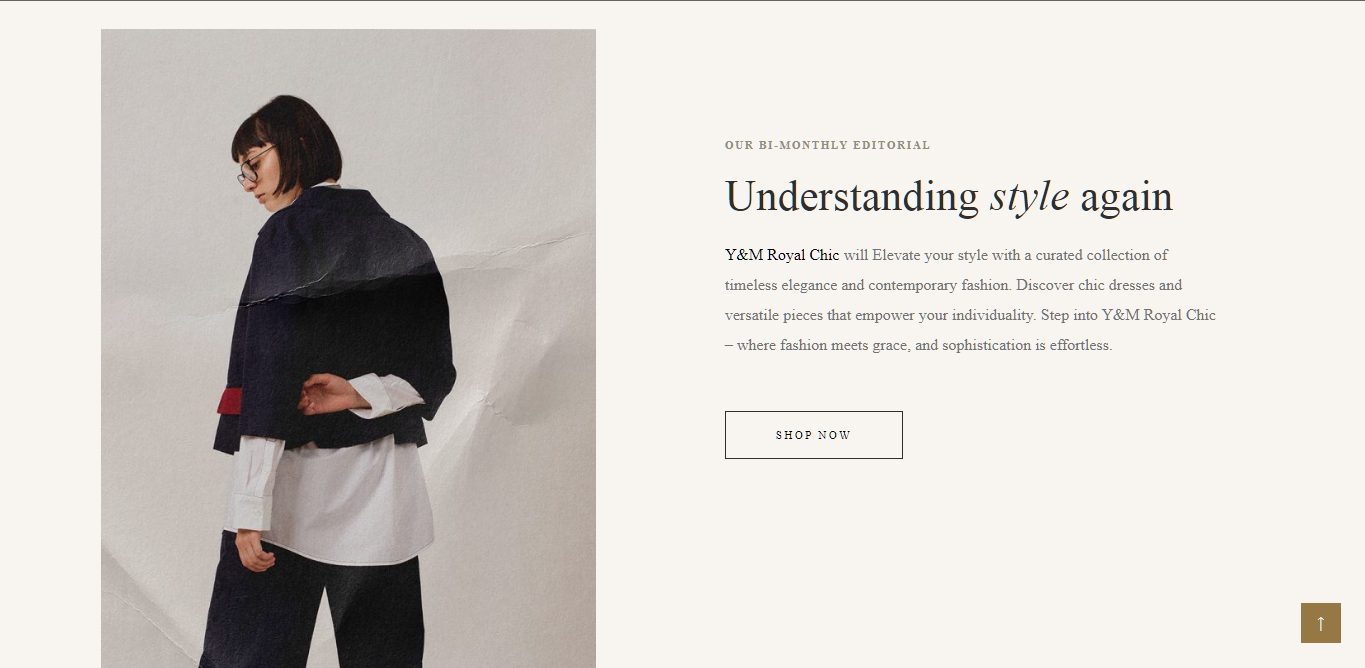 OUR BI-MONTHLY EDITORIAL
Understanding style again
Y&M Royal Chic will Elevate your style with a curated collection of
timeless elegance and contemporary fashion. Discover chic dresses and
versatile pieces that empower your individuality. Step into Y&M Royal Chic
– where fashion meets grace, and sophistication is effortless.
SHOP NOW
↑